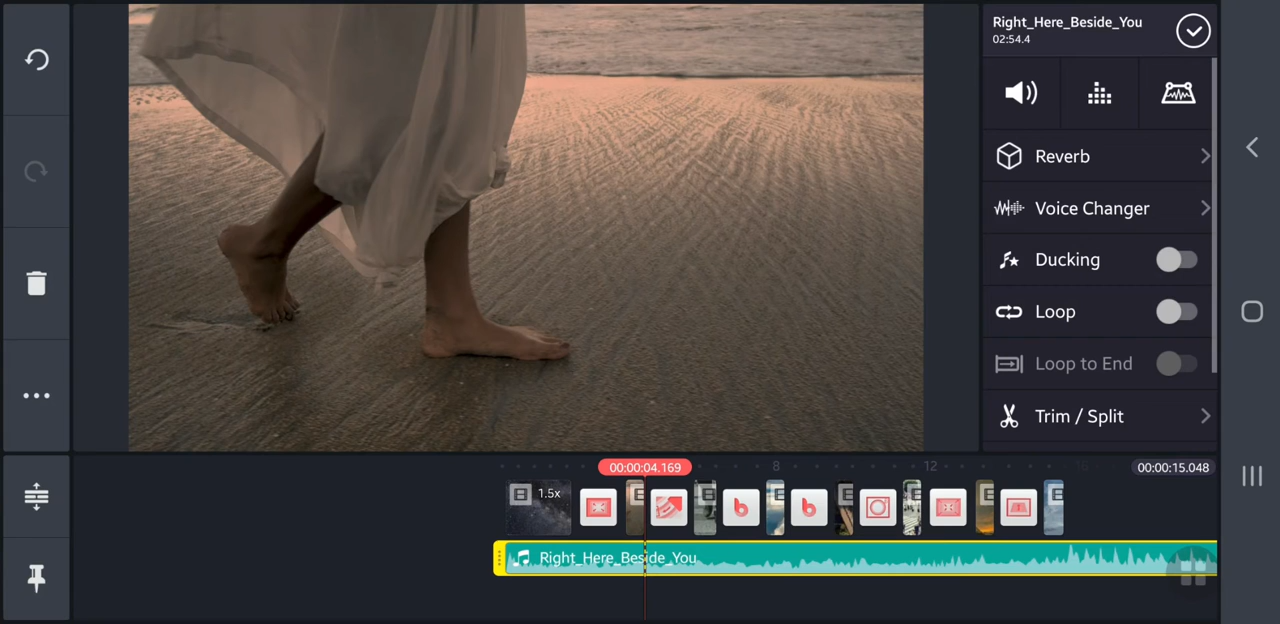 Right_Here_Beside_You
02:54.4
Reverb
Voice Changer
Ducking
Loop
Loop to End
Trim / Split
00:00:04.169
8
12
16
00:00:15.048
1.5x
b
b
Right_Here_Beside_You